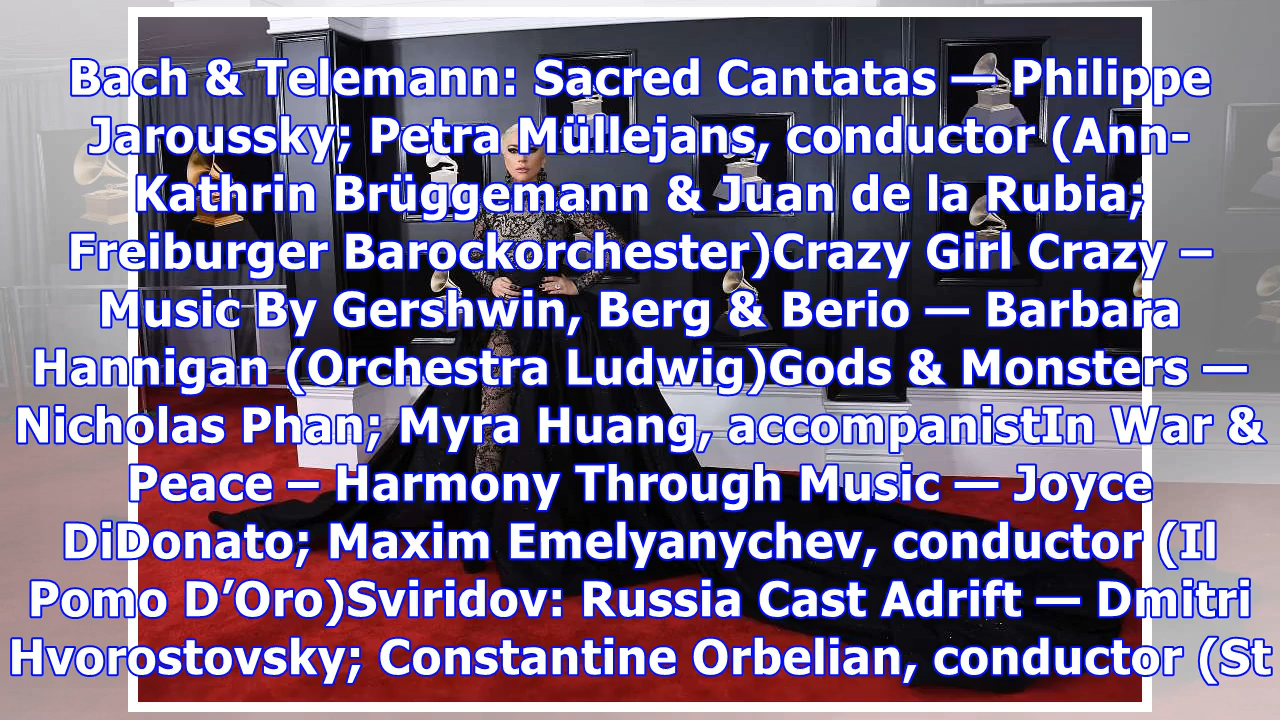 Bach & Telemann: Sacred Cantatas — Philippe
Jaroussky; Petra Müllejans, conductor (Ann-
Kathrin Brüggemann & Juan de la Rubia;
Freiburger Barockorchester)Crazy Girl Crazy –
Music By Gershwin, Berg & Berio — Barbara
Hannigan (Orchestra Ludwig)Gods & Monsters —
Nicholas Phan; Myra Huang, accompanistIn War &
Peace – Harmony Through Music — Joyce
DiDonato; Maxim Emelyanychev, conductor (Il
Pomo D’Oro)Sviridov: Russia Cast Adrift — Dmitri
Hvorostovsky; Constantine Orbelian, conductor (St